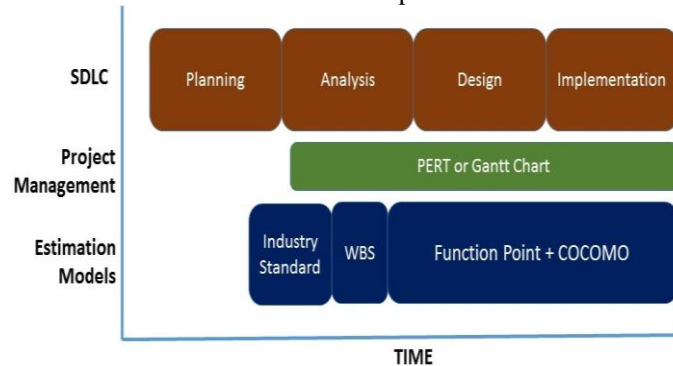 SDLC
Planning
Analysis
Design
Implementation
Project
Management
PERT or Gantt Chart
Estimation
Models
Industry
Standard
WBS
Function Point + COCOMO
TIME